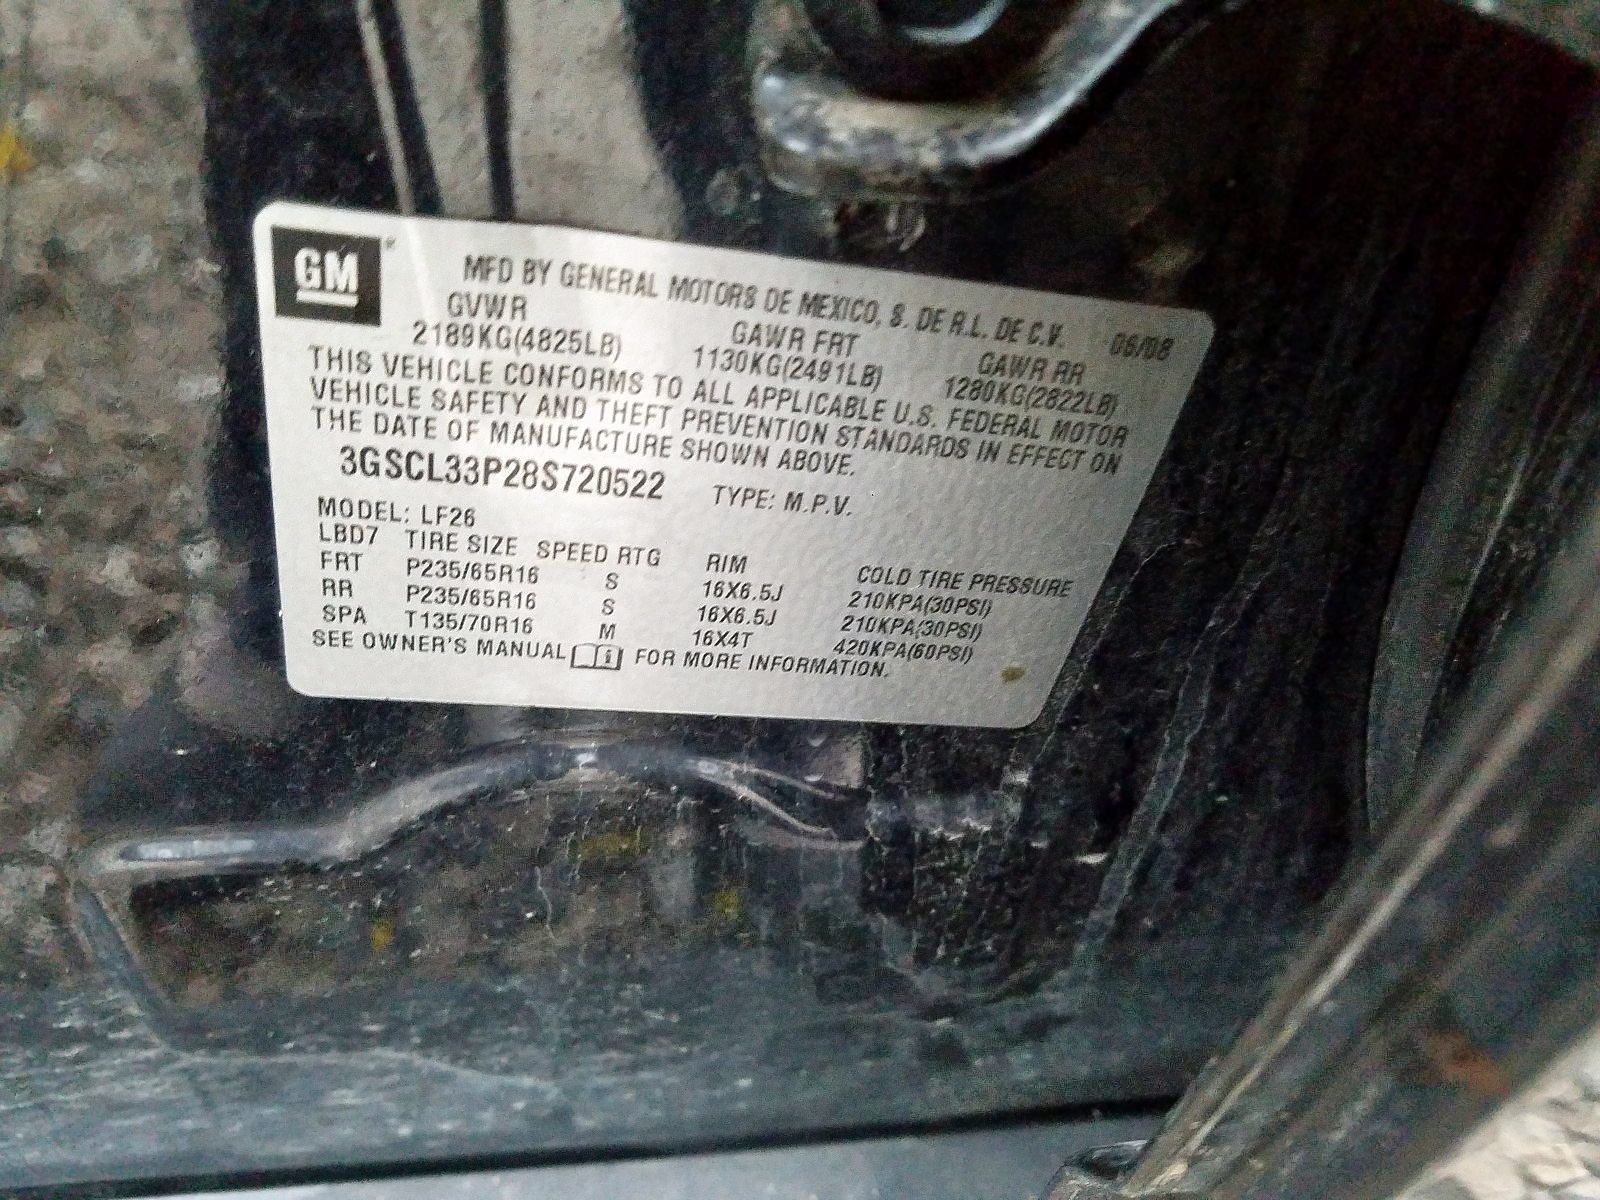 GM
MFD BY GENERAL MOTORS DE MEXICO, S. DE R.L. DE C.V. 06/08
GVWR GAWR FRT GAWR RR
2189KG(4825LB) 1130KG(2491LB) 1280KG(2822LB)
THIS VEHICLE CONFORMS TO ALL APPLICABLE U.S. FEDERAL MOTOR
VEHICLE SAFETY AND THEFT PREVENTION STANDARDS IN EFFECT ON
THE DATE OF MANUFACTURE SHOWN ABOVE.
3GSCL33P28S720522 TYPE: M.P.V.
MODEL: LF26
LBD7 TIRE SIZE SPEED RTG RIM COLD TIRE PRESSURE
FRT P235/65R16 S 16X6.5J 210KPA(30PSI)
RR P235/65R16 S 16X6.5J 210KPA(30PSI)
SPA T135/70R16 M 16X4T 420KPA(60PSI)
SEE OWNER'S MANUAL FOR MORE INFORMATION.